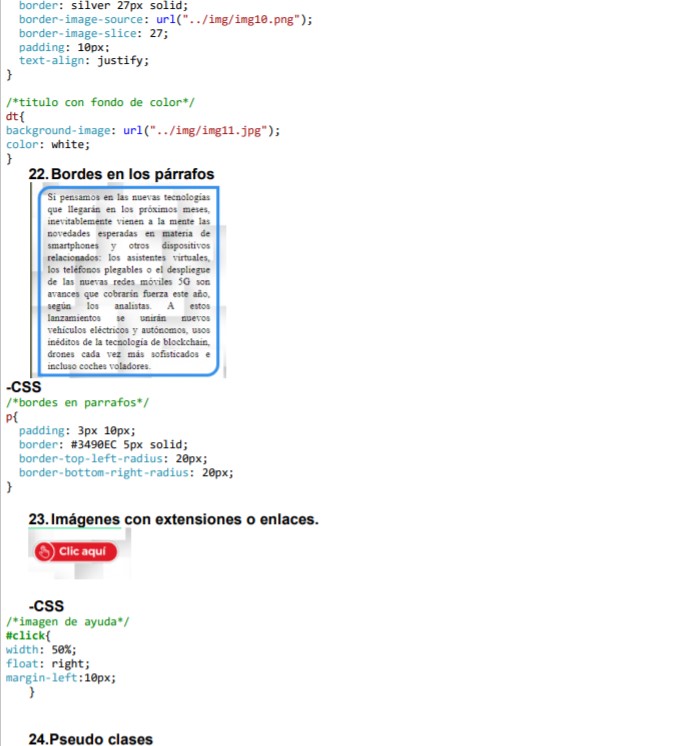 border: silver 27px solid;
border-image-source: url("../img/img10.png");
border-image-slice: 27;
padding: 10px;
text-align: justify;
}
/*titulo con fondo de color*/
dt{
background-image: url("../img/img11.jpg");
color: white;
}
22. Bordes en los párrafos
Si pensamos en las nuevas tecnologías
que llegarán en los próximos meses,
inevitablemente vienen a la mente las
novedades esperadas en materia de
smartphones y otros dispositivos
relacionados: los asistentes virtuales,
los teléfonos plegables o el despliegue
de las nuevas redes móviles 5G son
avances que cobrarán fuerza este año,
según los analistas. A estos
lanzamientos se unirán nuevos
vehículos eléctricos y autónomos, usos
inéditos de la tecnología de blockchain,
drones cada vez más sofisticados e
incluso coches voladores.
-CSS
/*bordes en parrafos*/
p{
padding: 3px 10px;
border: #3490EC 5px solid;
border-top-left-radius: 20px;
border-bottom-right-radius: 20px;
}
23. Imágenes con extensiones o enlaces.
Clic aquí
-CSS
/*imagen de ayuda*/
#click{
width: 50%;
float: right;
margin-left:10px;
}
24.Pseudo clases